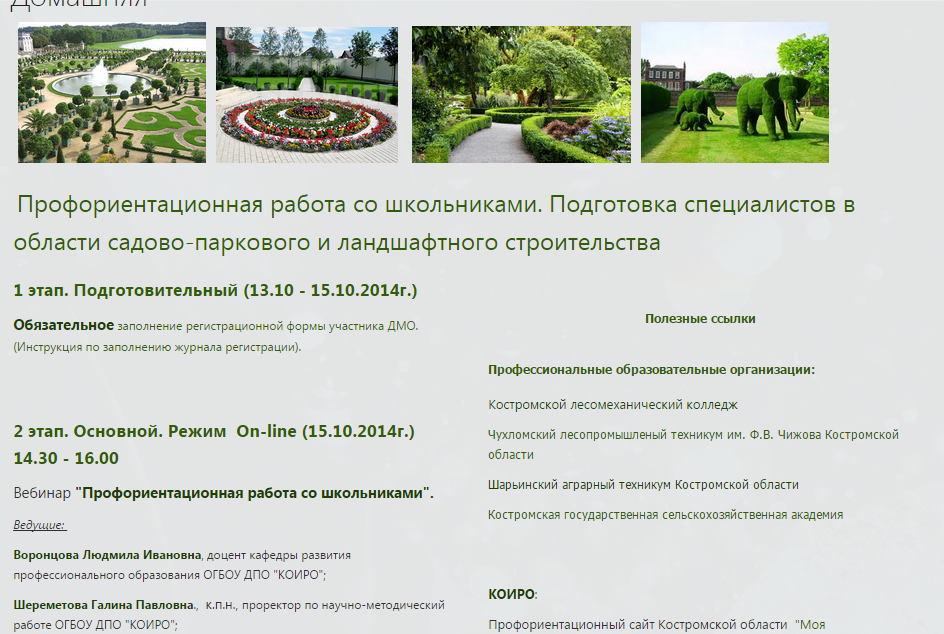 Домашняя
Профориентационная работа со школьниками. Подготовка специалистов в
области садово-паркового и ландшафтного строительства
1 этап. Подготовительный (13.10 - 15.10.2014г.)
Обязательное заполнение регистрационной формы участника ДМО.
(Инструкция по заполнению журнала регистрации).
2 этап. Основной. Режим On-line (15.10.2014г.)
14.30 - 16.00
Вебинар "Профориентационная работа со школьниками".
Ведущие:
Воронцова Людмила Ивановна, доцент кафедры развития
профессионального образования ОГБОУ ДПО "КОИРО";
Шереметова Галина Павловна., к.п.н., проректор по научно-методический
работе ОГБОУ ДПО "КОИРО";
Полезные ссылки
Профессиональные образовательные организации:
Костромской лесомеханический колледж
Чухломский лесопромышленый техникум им. Ф.В. Чижова Костромской
области
Шарьинский аграрный техникум Костромской области
Костромская государственная сельскохозяйственная академия
КОИРО:
Профориентационный сайт Костромской области "Моя